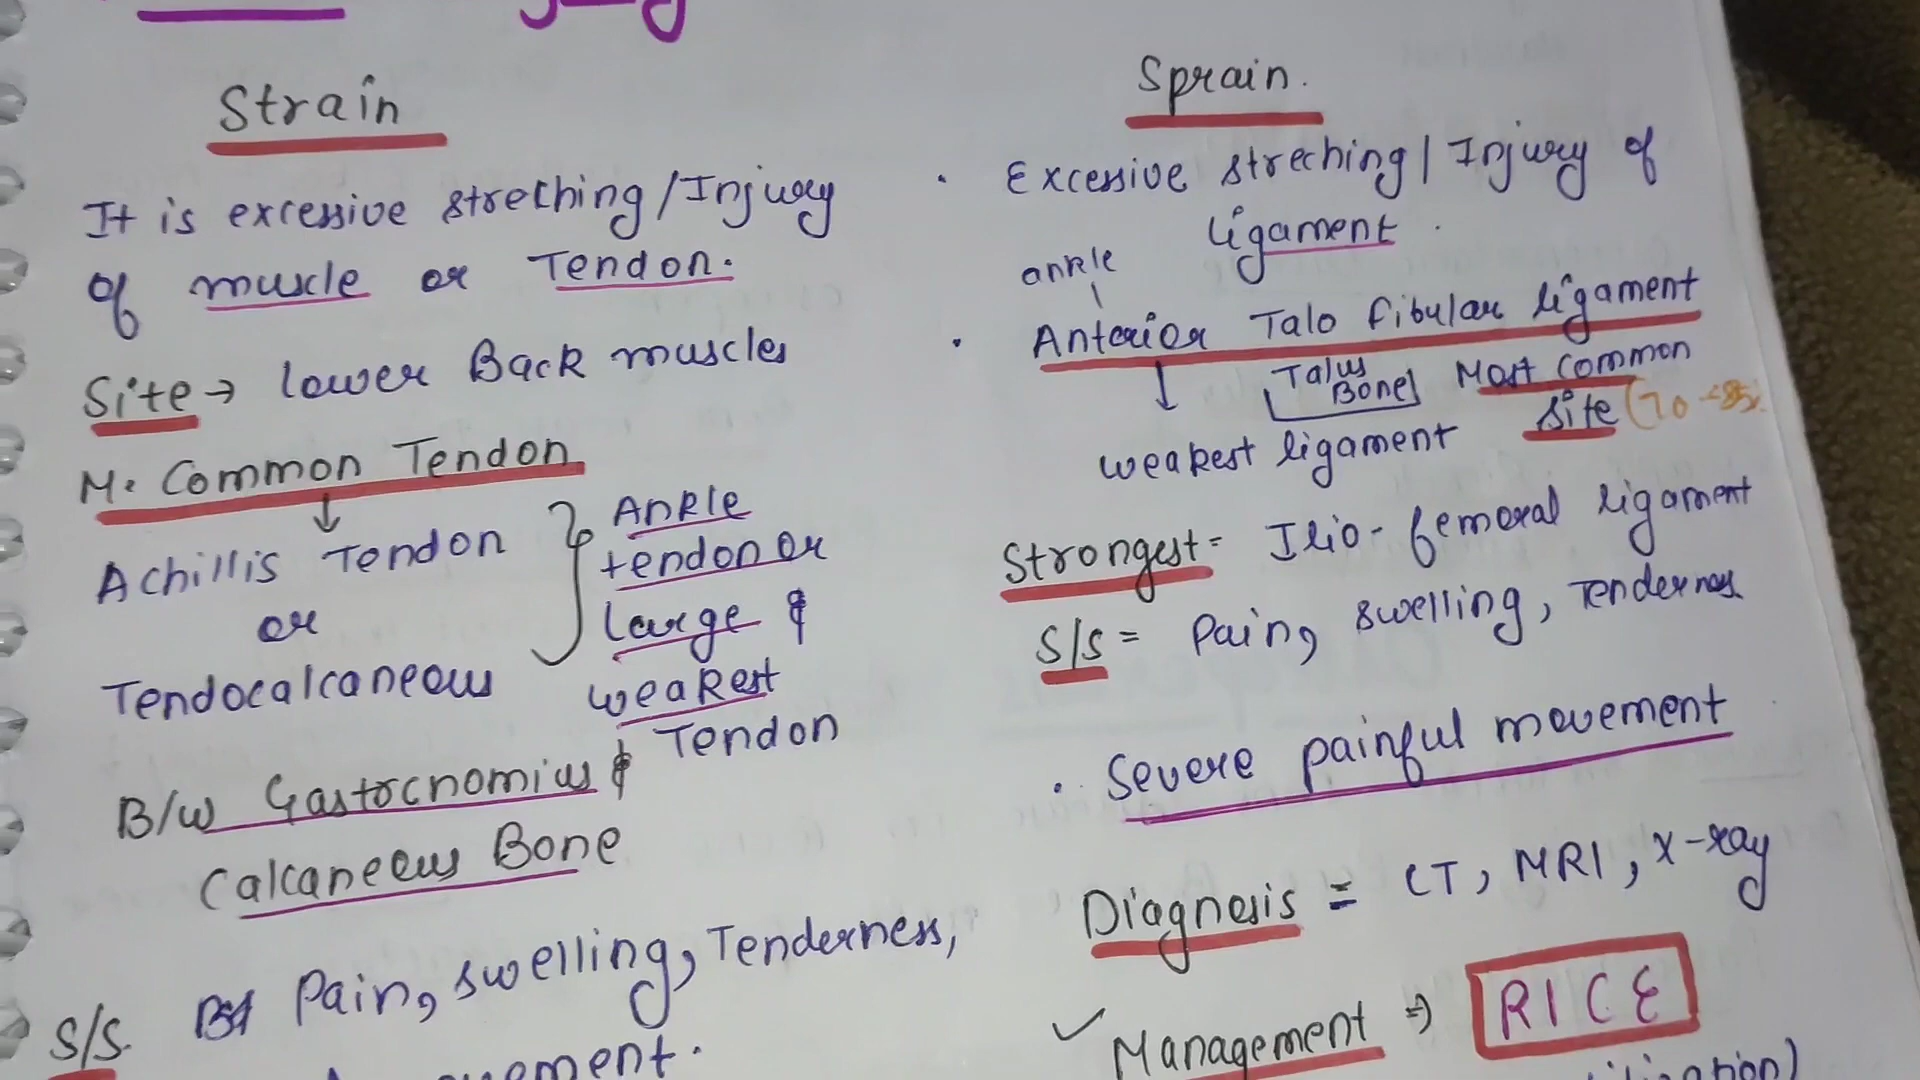 Strain
It is excessive streching/Injury
of muscle or Tendon.
Site → lower Back muscles
M. Common Tendon
↓
Achillis Tendon
or
Tendocalcaneous
Ankle
tendon or
Large &
weakest
Tendon
B/w Gastrocnomius &
Calcaneous Bone
S/S. Pain, swelling, Tenderness,
Sprain.
• Excessive streching/Injury of
ligament.
ankle
• Anterior Talo fibular ligament
↓
Talus
Bone
Most Common
site
weakest ligament
Strongest = Ilio-femoral ligament
S/S = Pain, swelling, Tenderness
• Severe painful movement
Diagnosis = CT, MRI, X-ray
✓ Management ⇒ RICE